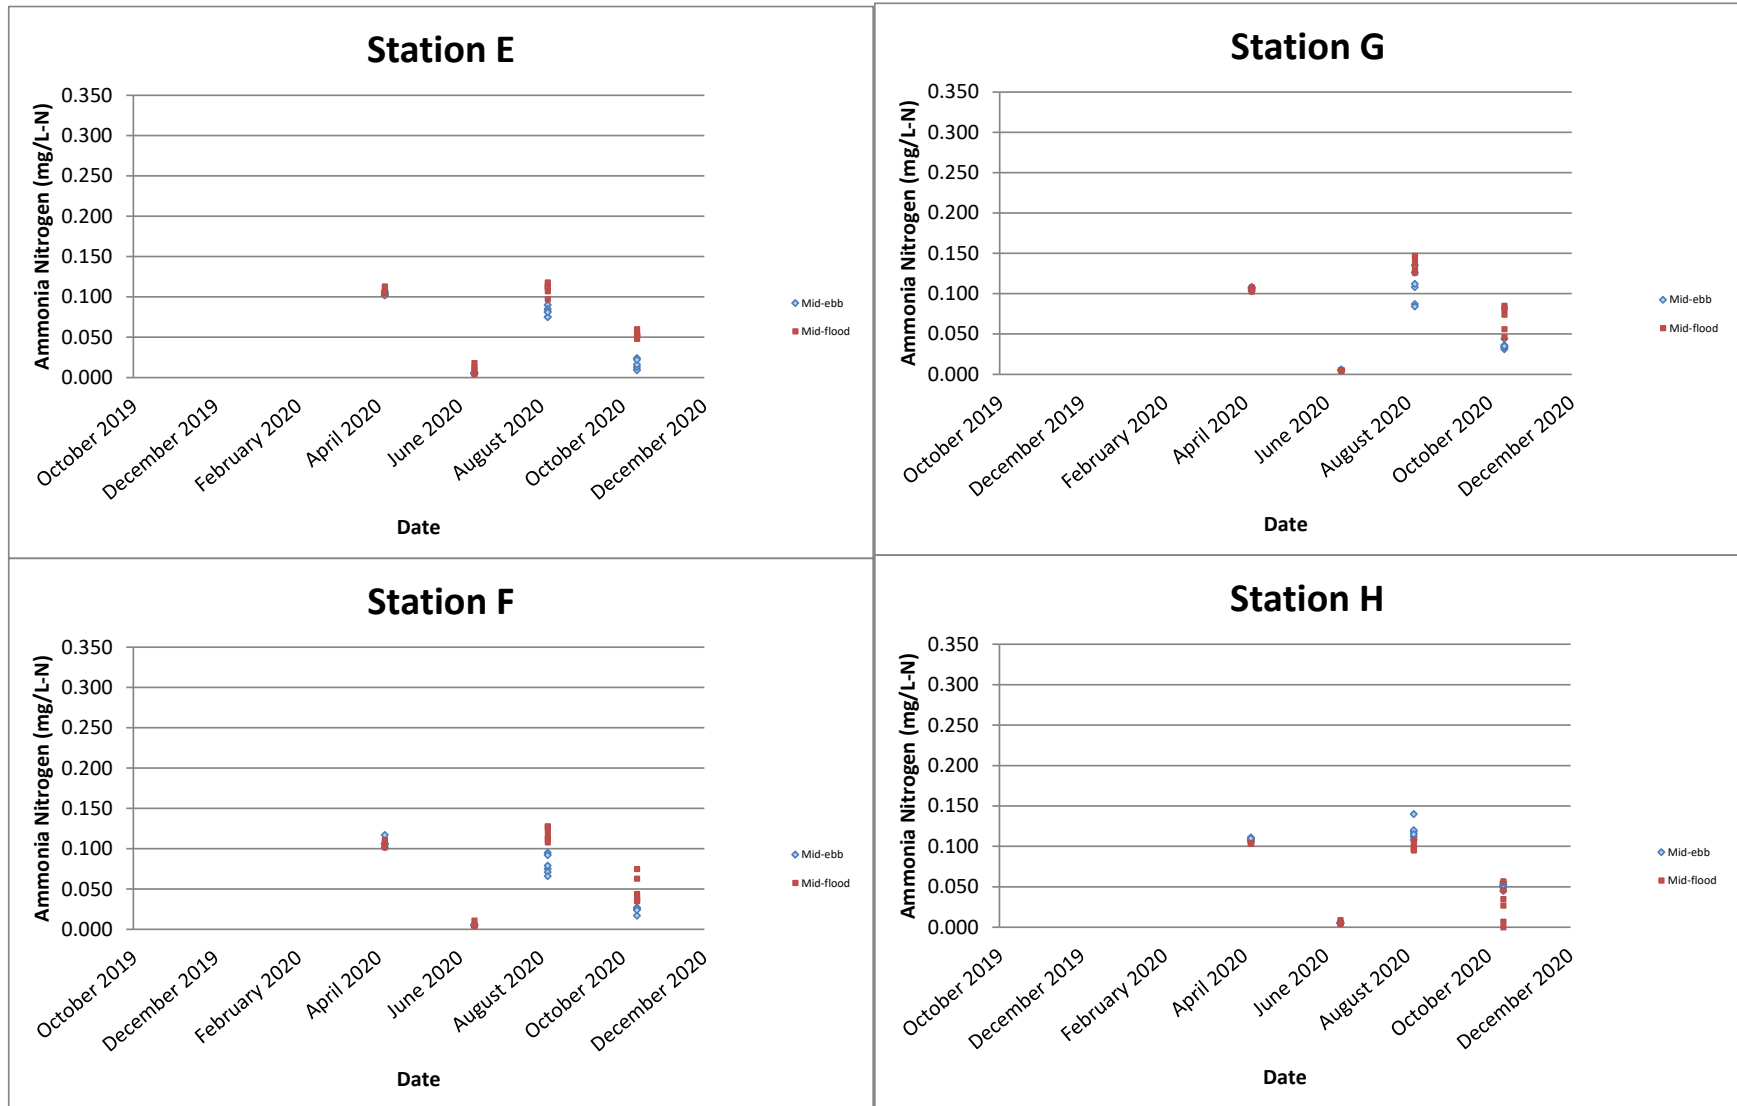 Station E
Ammonia Nitrogen (mg/L-N)
0.350
0.300
0.250
0.200
0.150
0.100
0.050
0.000
October 2019
December 2019
February 2020
April 2020
June 2020
August 2020
October 2020
December 2020
Date
Mid-ebb
Mid-flood
Station G
Ammonia Nitrogen (mg/L-N)
0.350
0.300
0.250
0.200
0.150
0.100
0.050
0.000
October 2019
December 2019
February 2020
April 2020
June 2020
August 2020
October 2020
December 2020
Date
Mid-ebb
Mid-flood
Station F
Ammonia Nitrogen (mg/L-N)
0.350
0.300
0.250
0.200
0.150
0.100
0.050
0.000
October 2019
December 2019
February 2020
April 2020
June 2020
August 2020
October 2020
December 2020
Date
Mid-ebb
Mid-flood
Station H
Ammonia Nitrogen (mg/L-N)
0.350
0.300
0.250
0.200
0.150
0.100
0.050
0.000
October 2019
December 2019
February 2020
April 2020
June 2020
August 2020
October 2020
December 2020
Date
Mid-ebb
Mid-flood